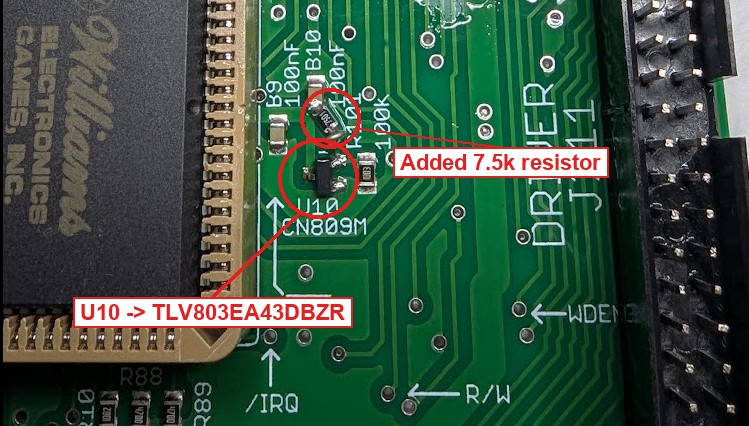 Williams
ELECTRONICS
GAMES, INC.
B9
100nF
B10
100nF
100K
Added 7.5k resistor
U10
CN809M
U10 -> TLV803EA43DBZR
DRIVER
WDEN
R/W
/IRQ
R88
R89